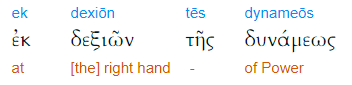 ek dexiōn tēs dynameōs
ἐκ δεξιῶν τῆς δυνάμεως
at [the] right hand - of Power